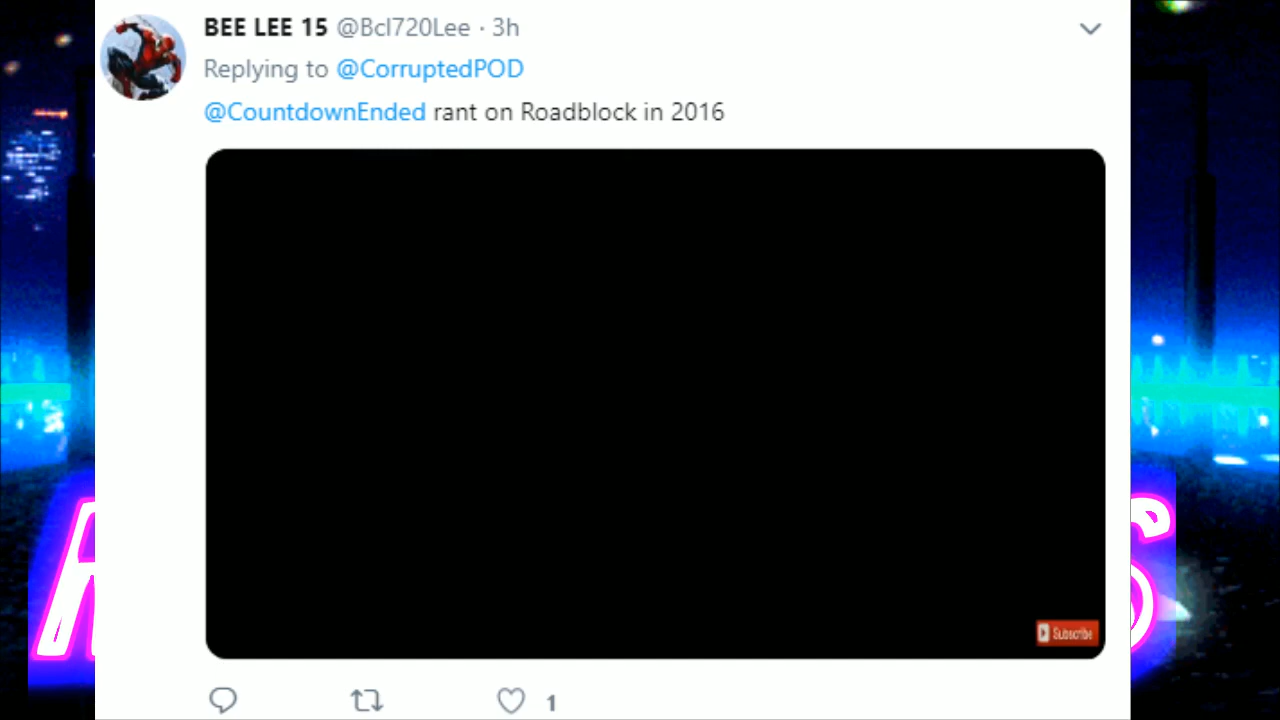 BEE LEE 15 @Bcl720Lee · 3h
Replying to @CorruptedPOD
@CountdownEnded rant on Roadblock in 2016
Subscribe
1